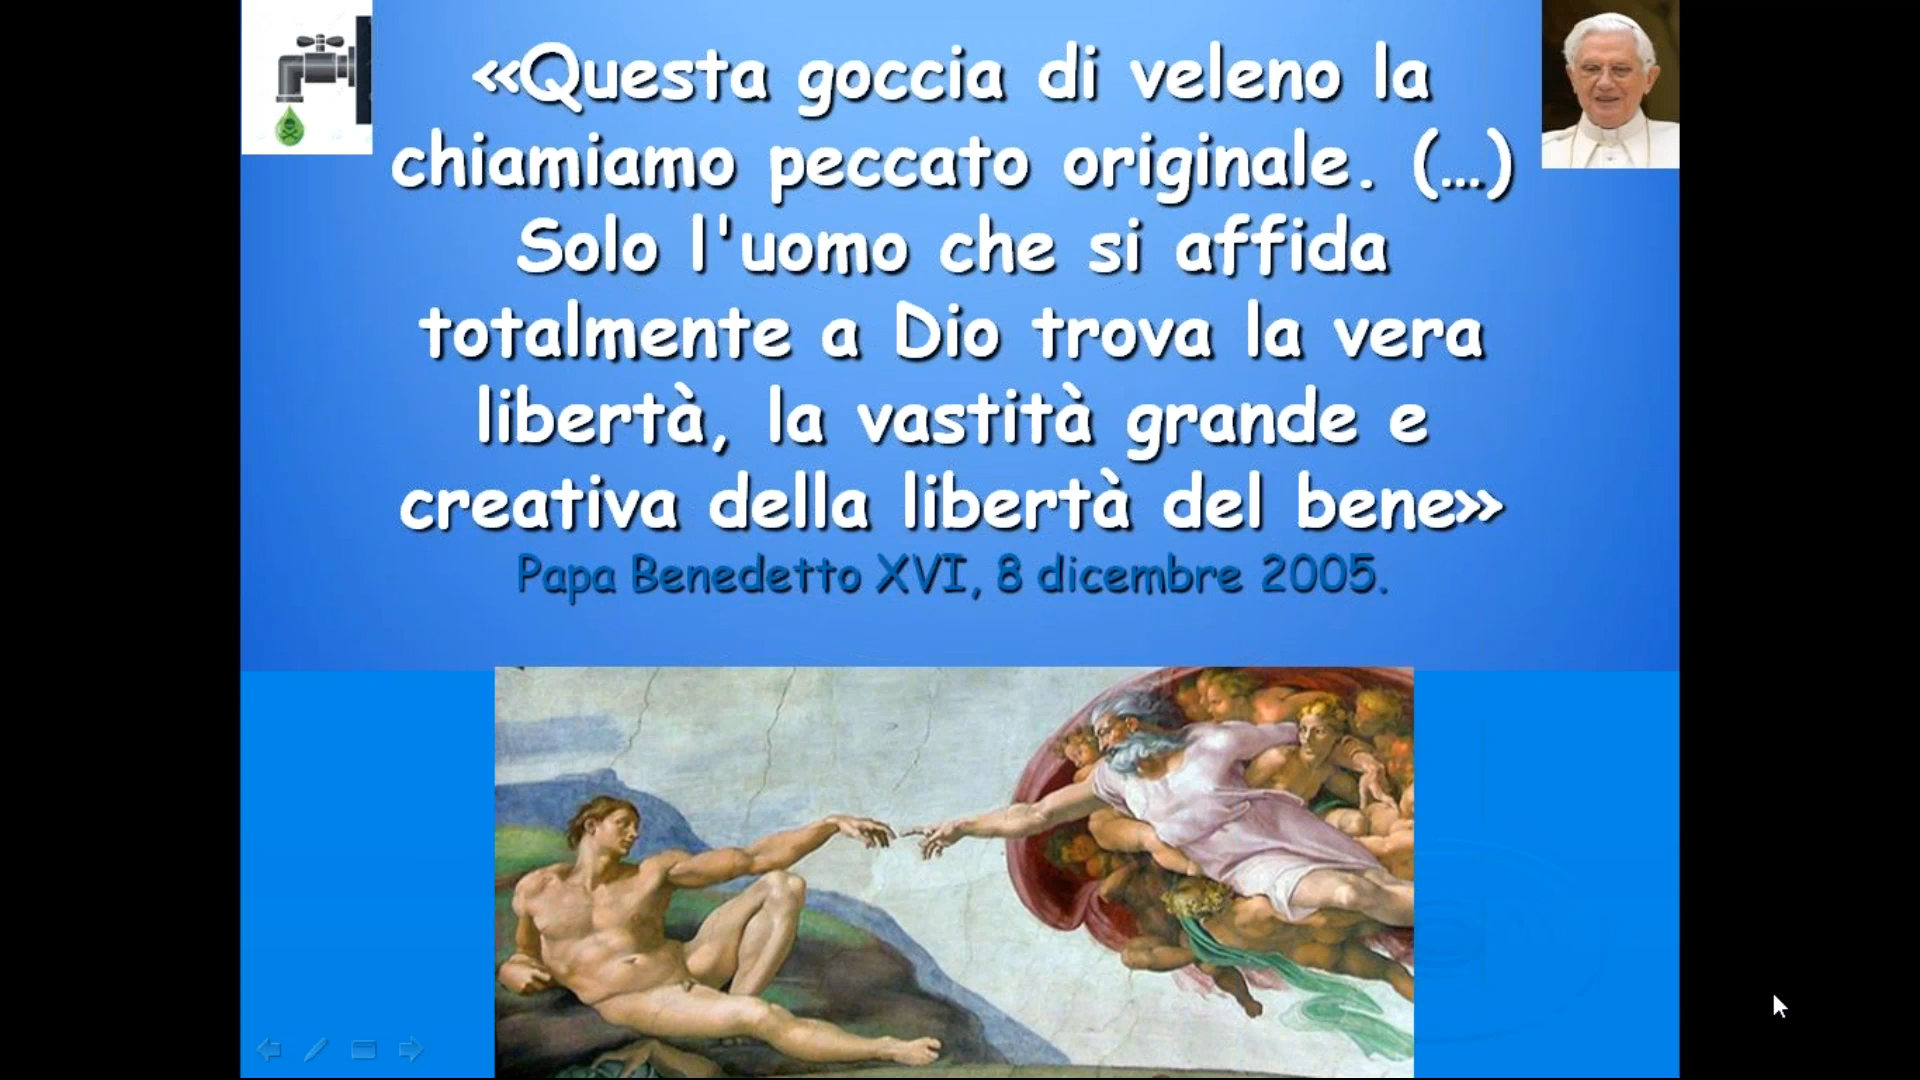 «Questa goccia di veleno la
chiamiamo peccato originale. (…)
Solo l'uomo che si affida
totalmente a Dio trova la vera
libertà, la vastità grande e
creativa della libertà del bene»
Papa Benedetto XVI, 8 dicembre 2005.